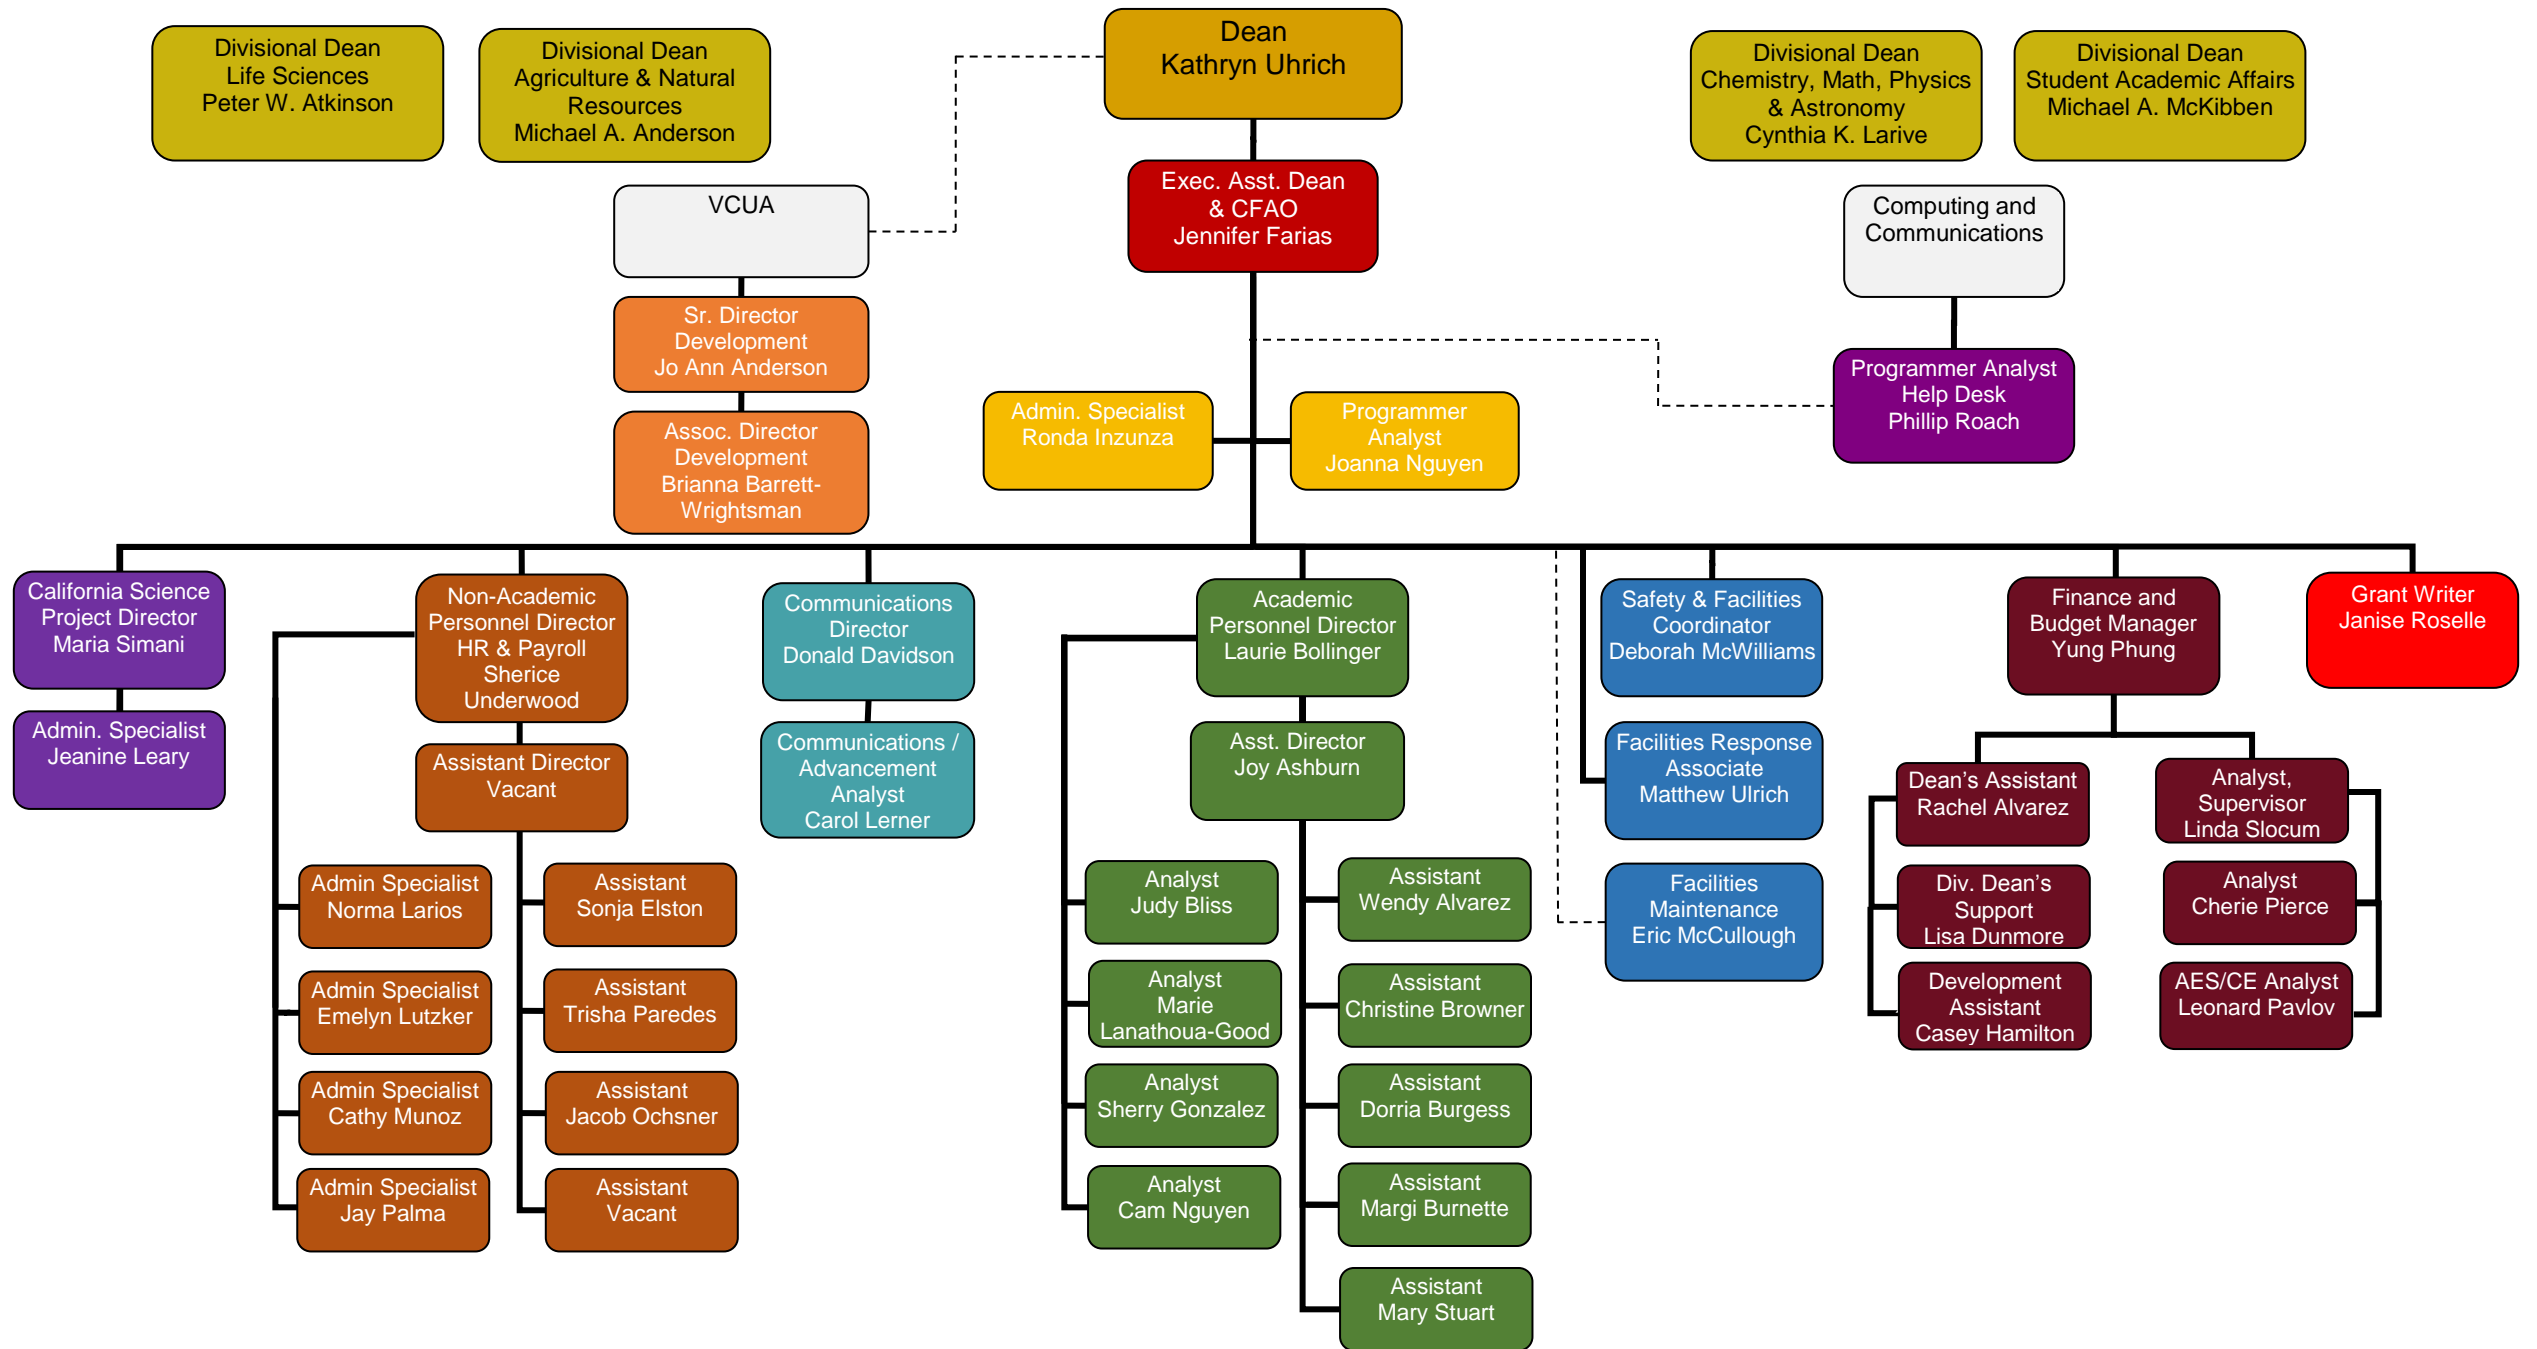 Divisional Dean
Life Sciences
Peter W. Atkinson
Divisional Dean
Agriculture & Natural
Resources
Michael A. Anderson
Dean
Kathryn Uhrich
Divisional Dean
Chemistry, Math, Physics
& Astronomy
Cynthia K. Larive
Divisional Dean
Student Academic Affairs
Michael A. McKibben
VCUA
Exec. Asst. Dean
& CFAO
Jennifer Farias
Computing and
Communications
Sr. Director
Development
Jo Ann Anderson
Assoc. Director
Development
Brianna Barrett-
Wrightsman
Admin. Specialist
Ronda Inzunza
Programmer
Analyst
Joanna Nguyen
Programmer Analyst
Help Desk
Phillip Roach
California Science
Project Director
Maria Simani
Admin. Specialist
Jeanine Leary
Non-Academic
Personnel Director
HR & Payroll
Sherice
Underwood
Assistant Director
Vacant
Admin Specialist
Norma Larios
Admin Specialist
Emelyn Lutzker
Admin Specialist
Cathy Munoz
Admin Specialist
Jay Palma
Assistant
Sonja Elston
Assistant
Trisha Paredes
Assistant
Jacob Ochsner
Assistant
Vacant
Communications
Director
Donald Davidson
Communications /
Advancement
Analyst
Carol Lerner
Academic
Personnel Director
Laurie Bollinger
Asst. Director
Joy Ashburn
Analyst
Judy Bliss
Analyst
Marie
Lanathoua-Good
Analyst
Sherry Gonzalez
Analyst
Cam Nguyen
Assistant
Wendy Alvarez
Assistant
Christine Browner
Assistant
Dorria Burgess
Assistant
Margi Burnette
Assistant
Mary Stuart
Safety & Facilities
Coordinator
Deborah McWilliams
Facilities Response
Associate
Matthew Ulrich
Facilities
Maintenance
Eric McCullough
Finance and
Budget Manager
Yung Phung
Dean’s Assistant
Rachel Alvarez
Div. Dean’s
Support
Lisa Dunmore
Development
Assistant
Casey Hamilton
Analyst,
Supervisor
Linda Slocum
Analyst
Cherie Pierce
AES/CE Analyst
Leonard Pavlov
Grant Writer
Janise Roselle